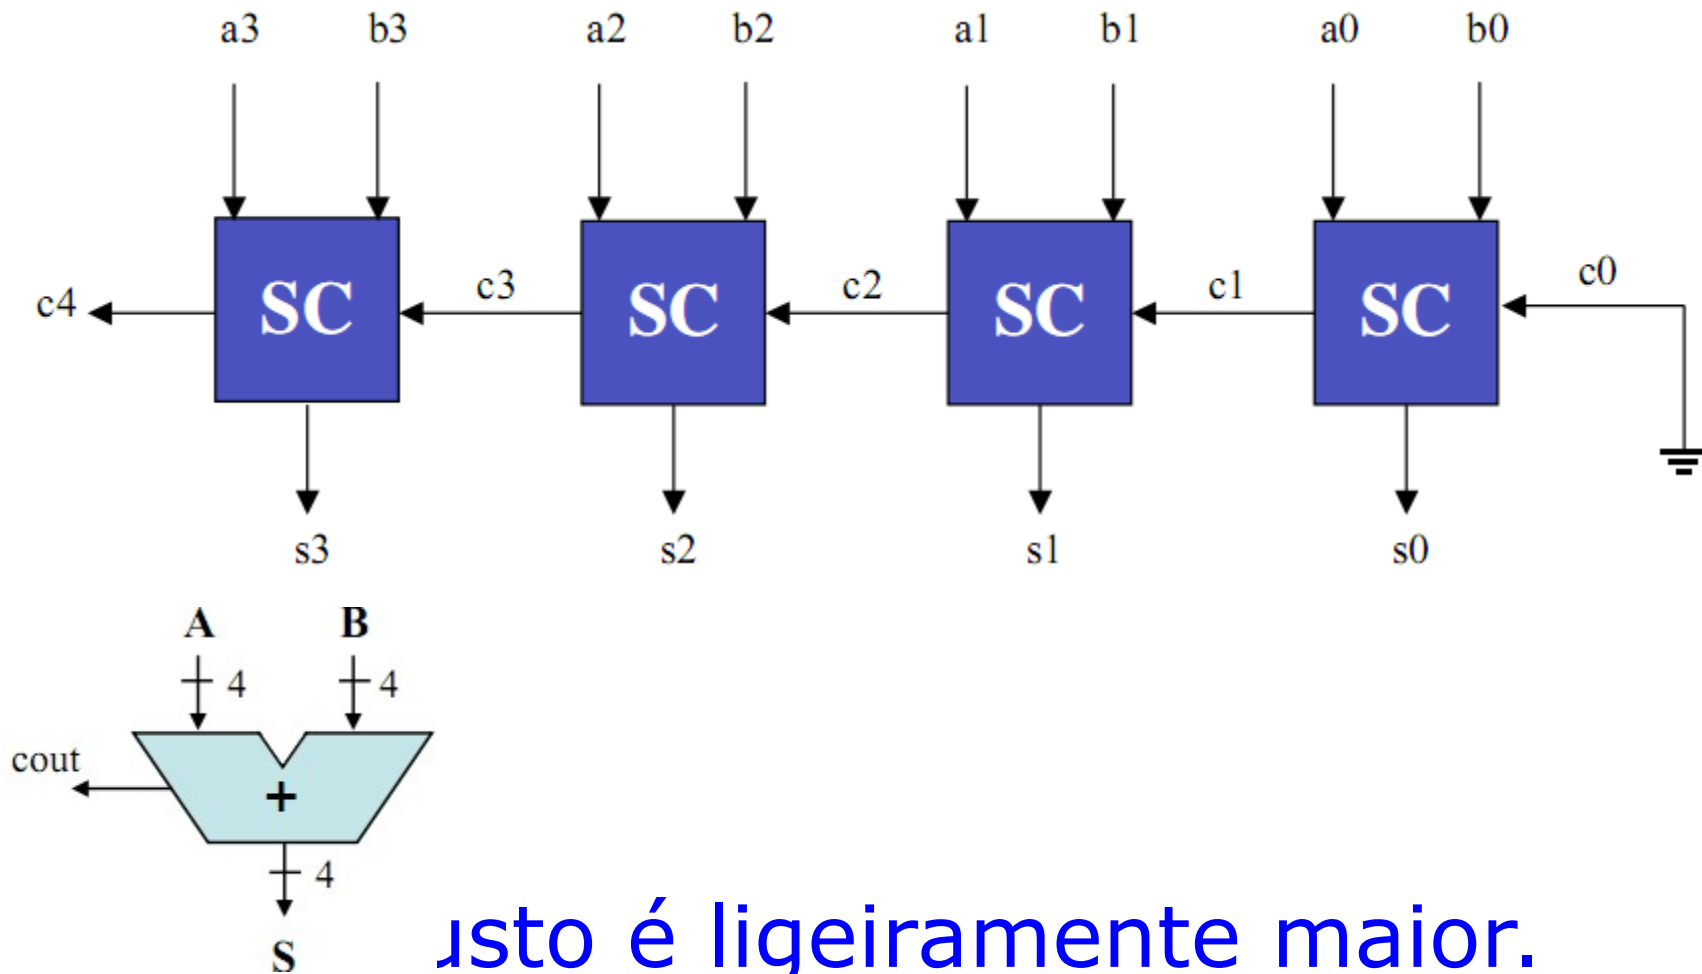 a3 b3 a2 b2 a1 b1 a0 b0
SC SC SC SC
c4 c3 c2 c1 c0
s3 s2 s1 s0
A B
4 4
cout
+
4
S
é ligeiramente maior.